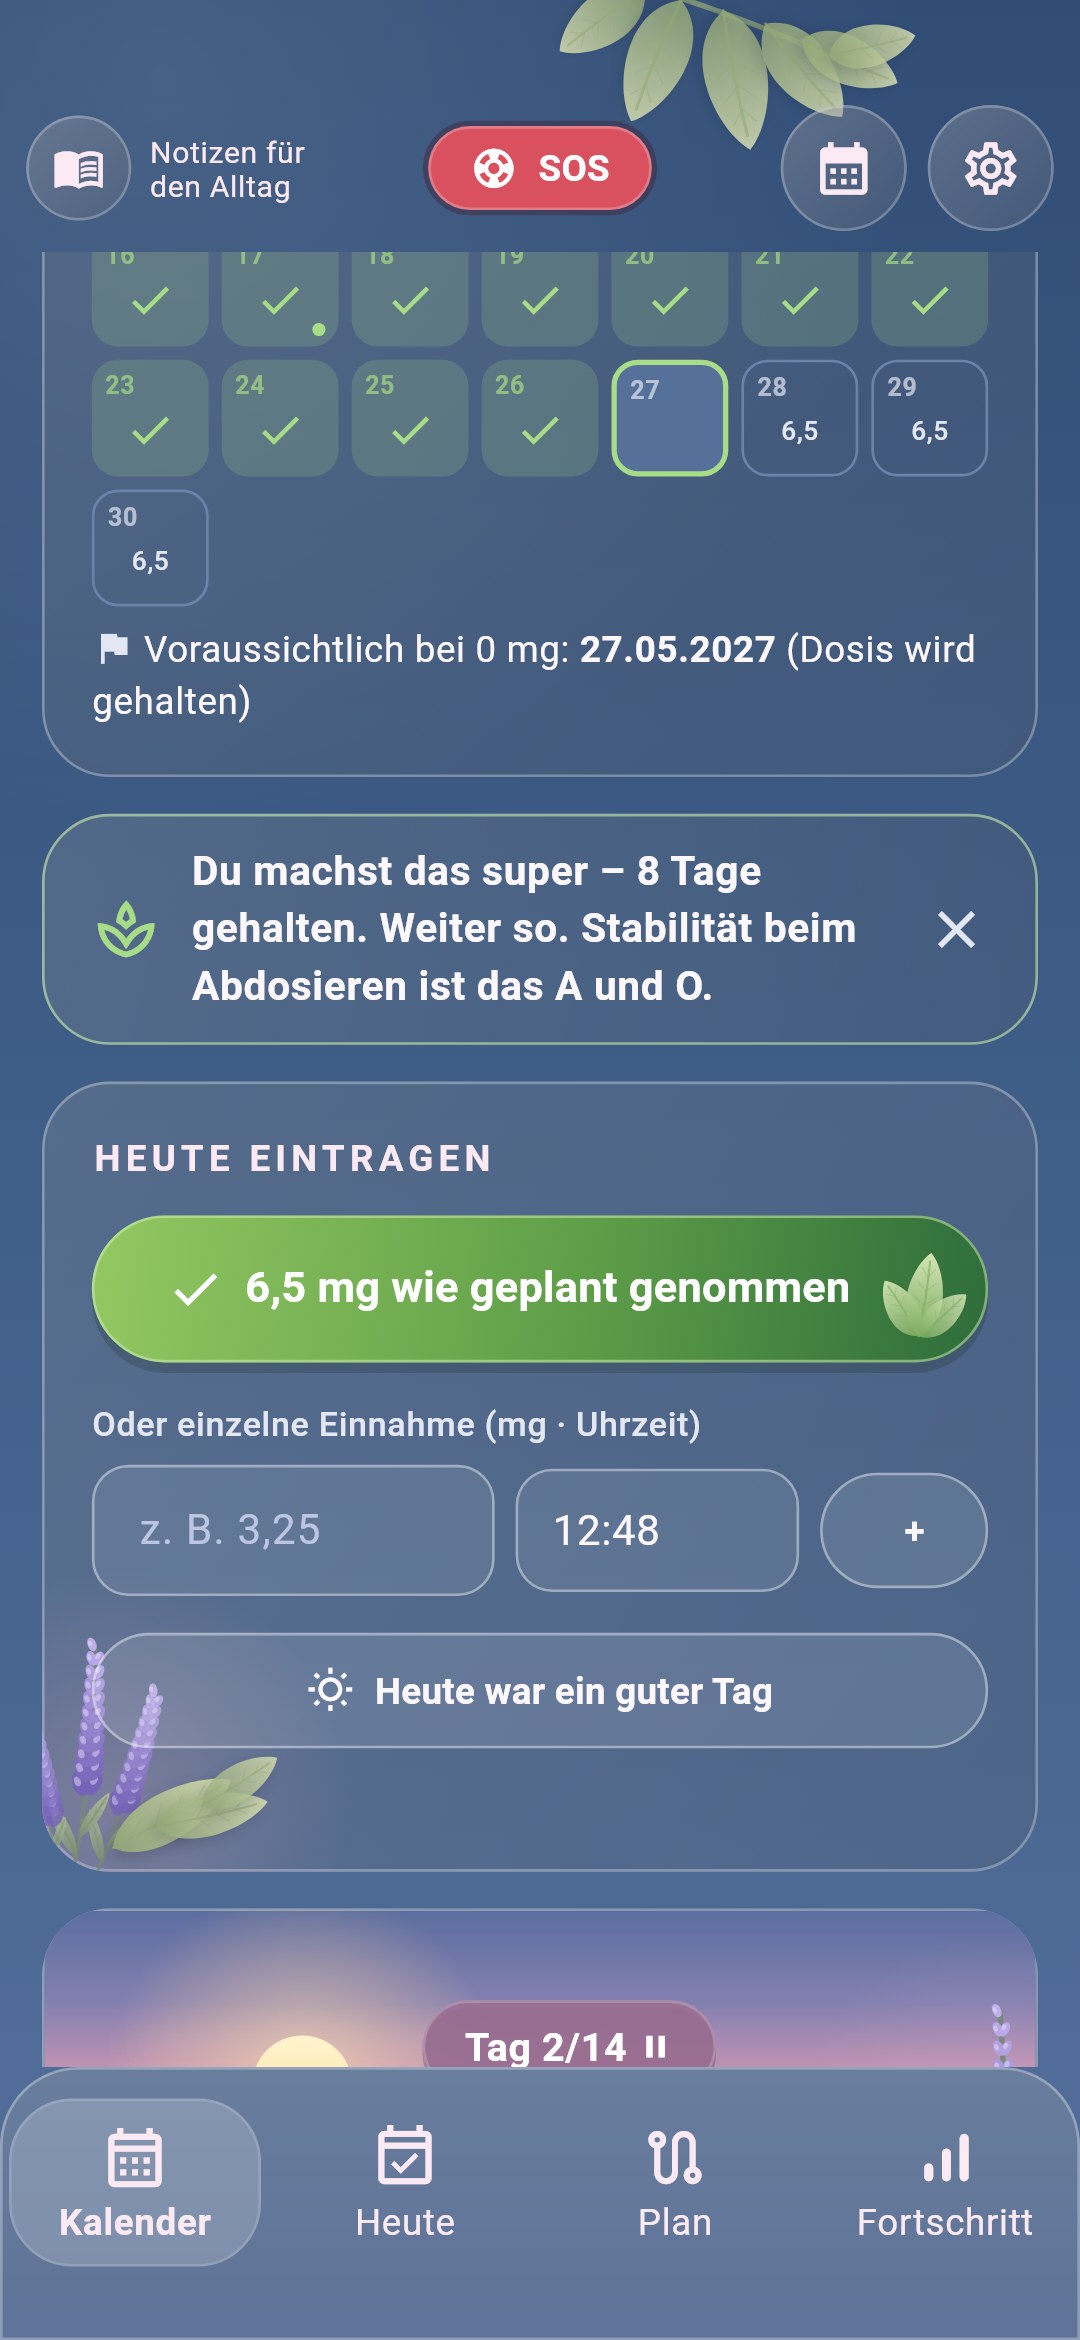 Notizen für
den Alltag
SOS
16 17 18 19 20 21 22
23 24 25 26 27 28 29
6,5 6,5
30
6,5
Voraussichtlich bei 0 mg: 27.05.2027 (Dosis wird
gehalten)
Du machst das super – 8 Tage
gehalten. Weiter so. Stabilität beim
Abdosieren ist das A und O.
HEUTE EINTRAGEN
6,5 mg wie geplant genommen
Oder einzelne Einnahme (mg · Uhrzeit)
z. B. 3,25 12:48 +
Heute war ein guter Tag
Tag 2/14
Kalender Heute Plan Fortschritt